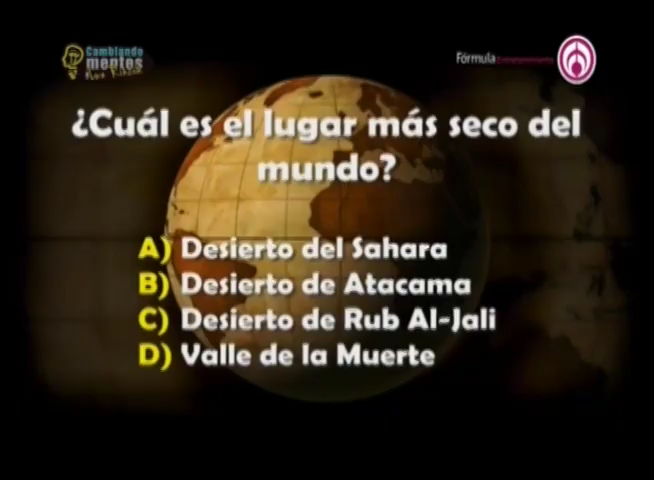 Cambiando
mentes
Fórmula Entretenimiento
¿Cuál es el lugar más seco del
mundo?
A) Desierto del Sahara
B) Desierto de Atacama
C) Desierto de Rub Al-Jali
D) Valle de la Muerte